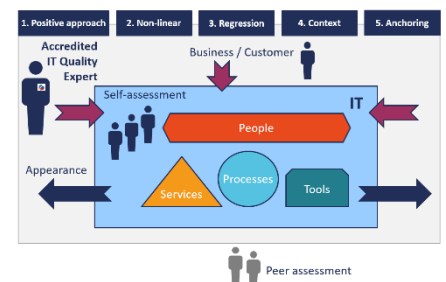 1. Positive approach
2. Non-linear
3. Regression
4. Context
5. Anchoring
Accredited
IT Quality
Expert
Business / Customer
Self-assessment
IT
People
Appearance
Services
Processes
Tools
Peer assessment